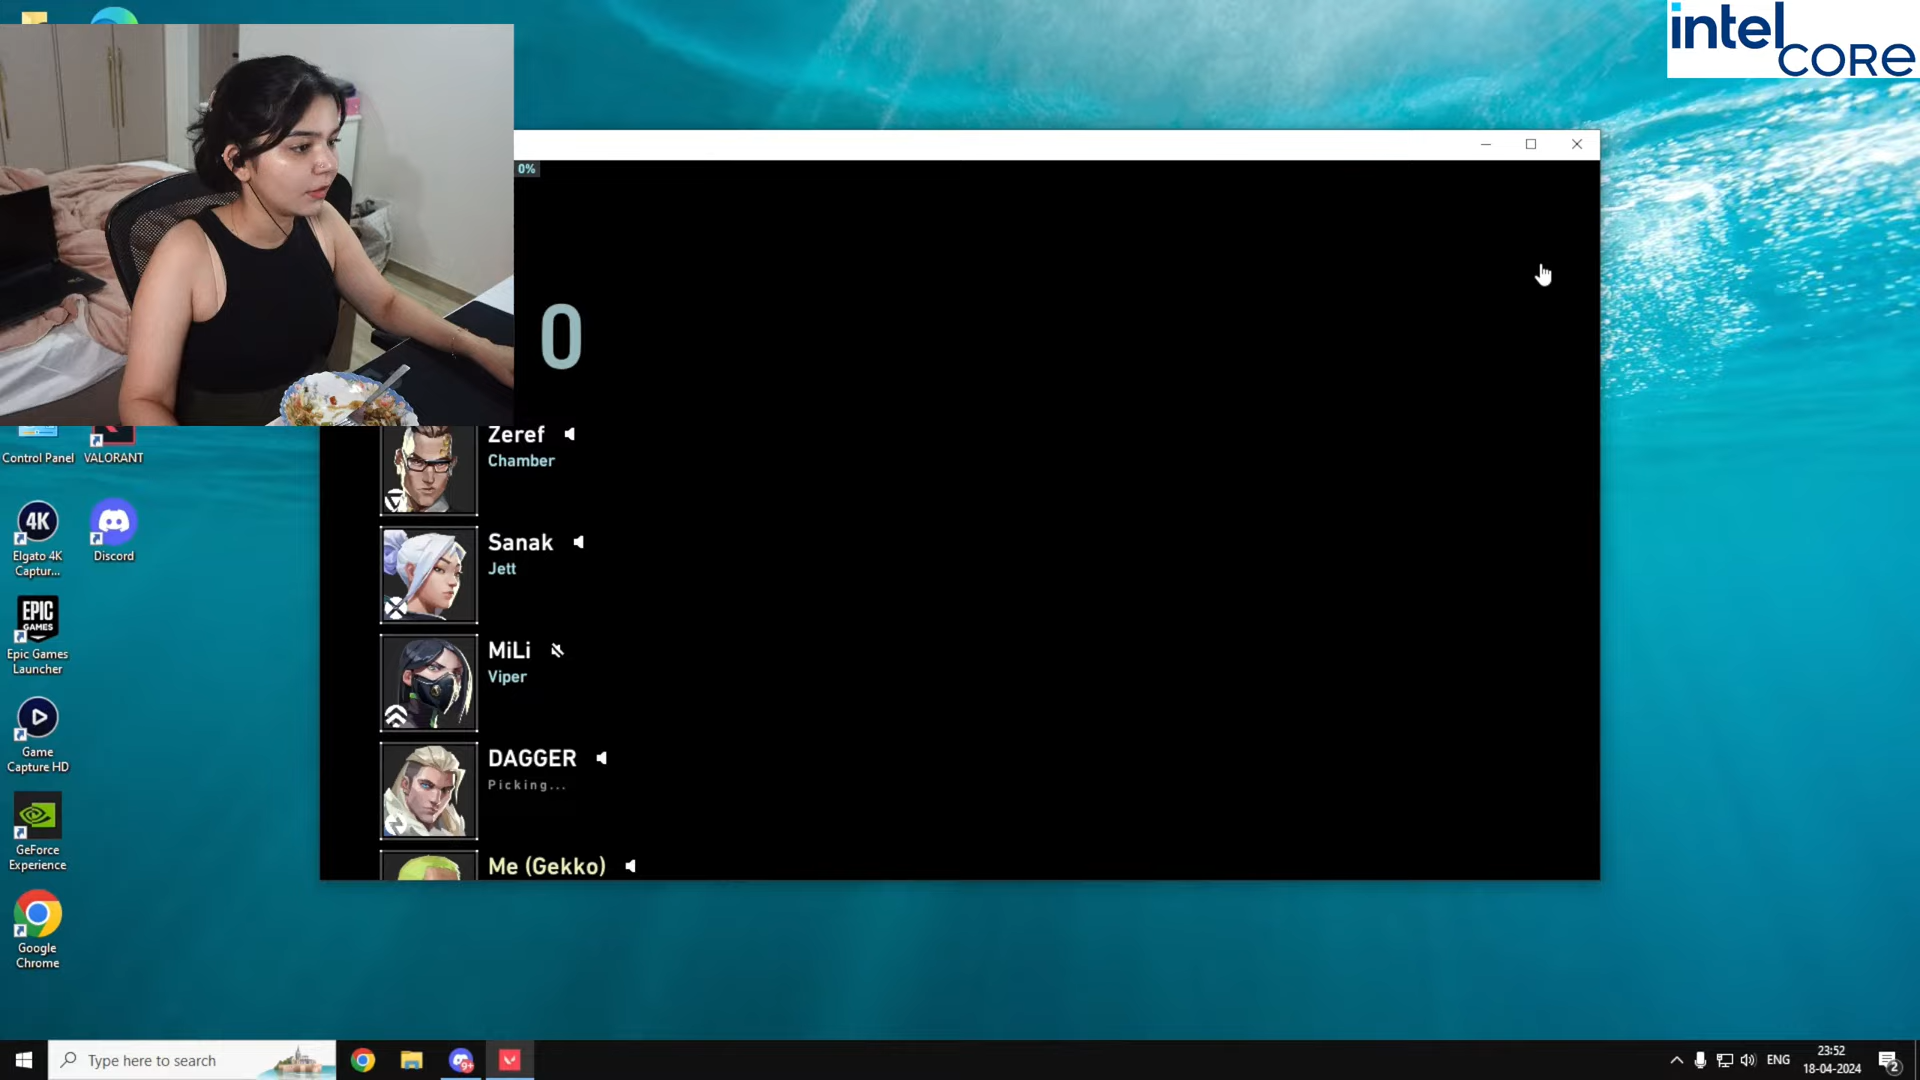 intel
CORE
0%
0
Zeref
Chamber
Sanak
Jett
MiLi
Viper
DAGGER
Picking...
Me (Gekko)
Control Panel
VALORANT
4K
Elgato 4K
Captur...
Discord
EPIC
GAMES
Epic Games
Launcher
Game
Capture HD
GeForce
Experience
Google
Chrome
Type here to search
9+
ENG
23:52
18-04-2024
2